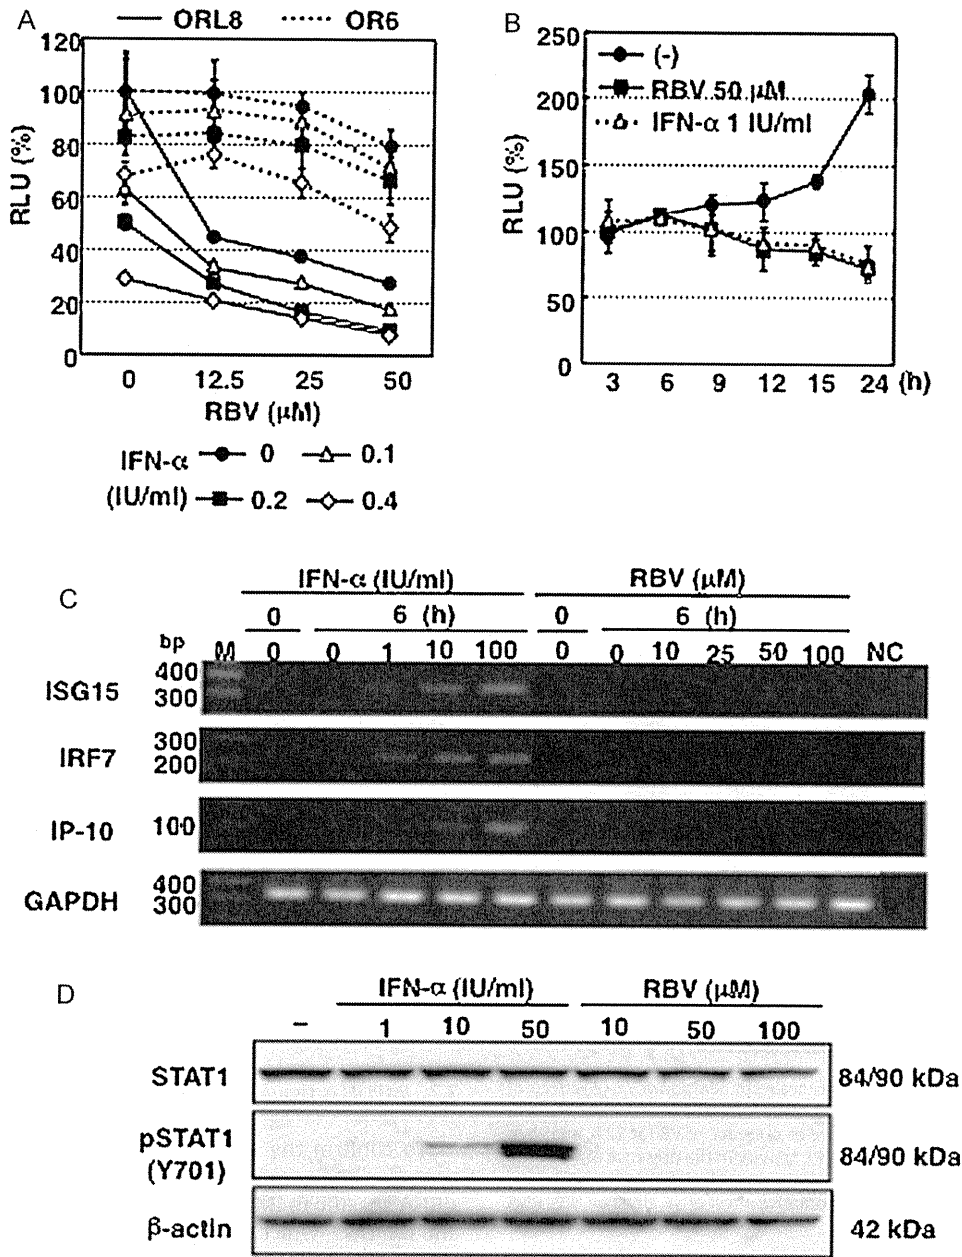 A
ORL8 OR6
RLU (%)
120
100
80
60
40
20
0
0 12.5 25 50
RBV (μM)
IFN-α 0 0.1
(IU/ml) 0.2 0.4
B
RLU (%)
250
200
150
100
50
0
(-)
RBV 50 μM
IFN-α 1 IU/ml
3 6 9 12 15 24 (h)
C
IFN-α (IU/ml) RBV (μM)
0 6 (h) 0 6 (h)
bp M 0 0 1 10 100 0 0 10 25 50 100 NC
ISG15 400 300
IRF7 300 200
IP-10 100
GAPDH 400 300
D
IFN-α (IU/ml) RBV (μM)
– 1 10 50 10 50 100
STAT1 84/90 kDa
pSTAT1
(Y701) 84/90 kDa
β-actin 42 kDa